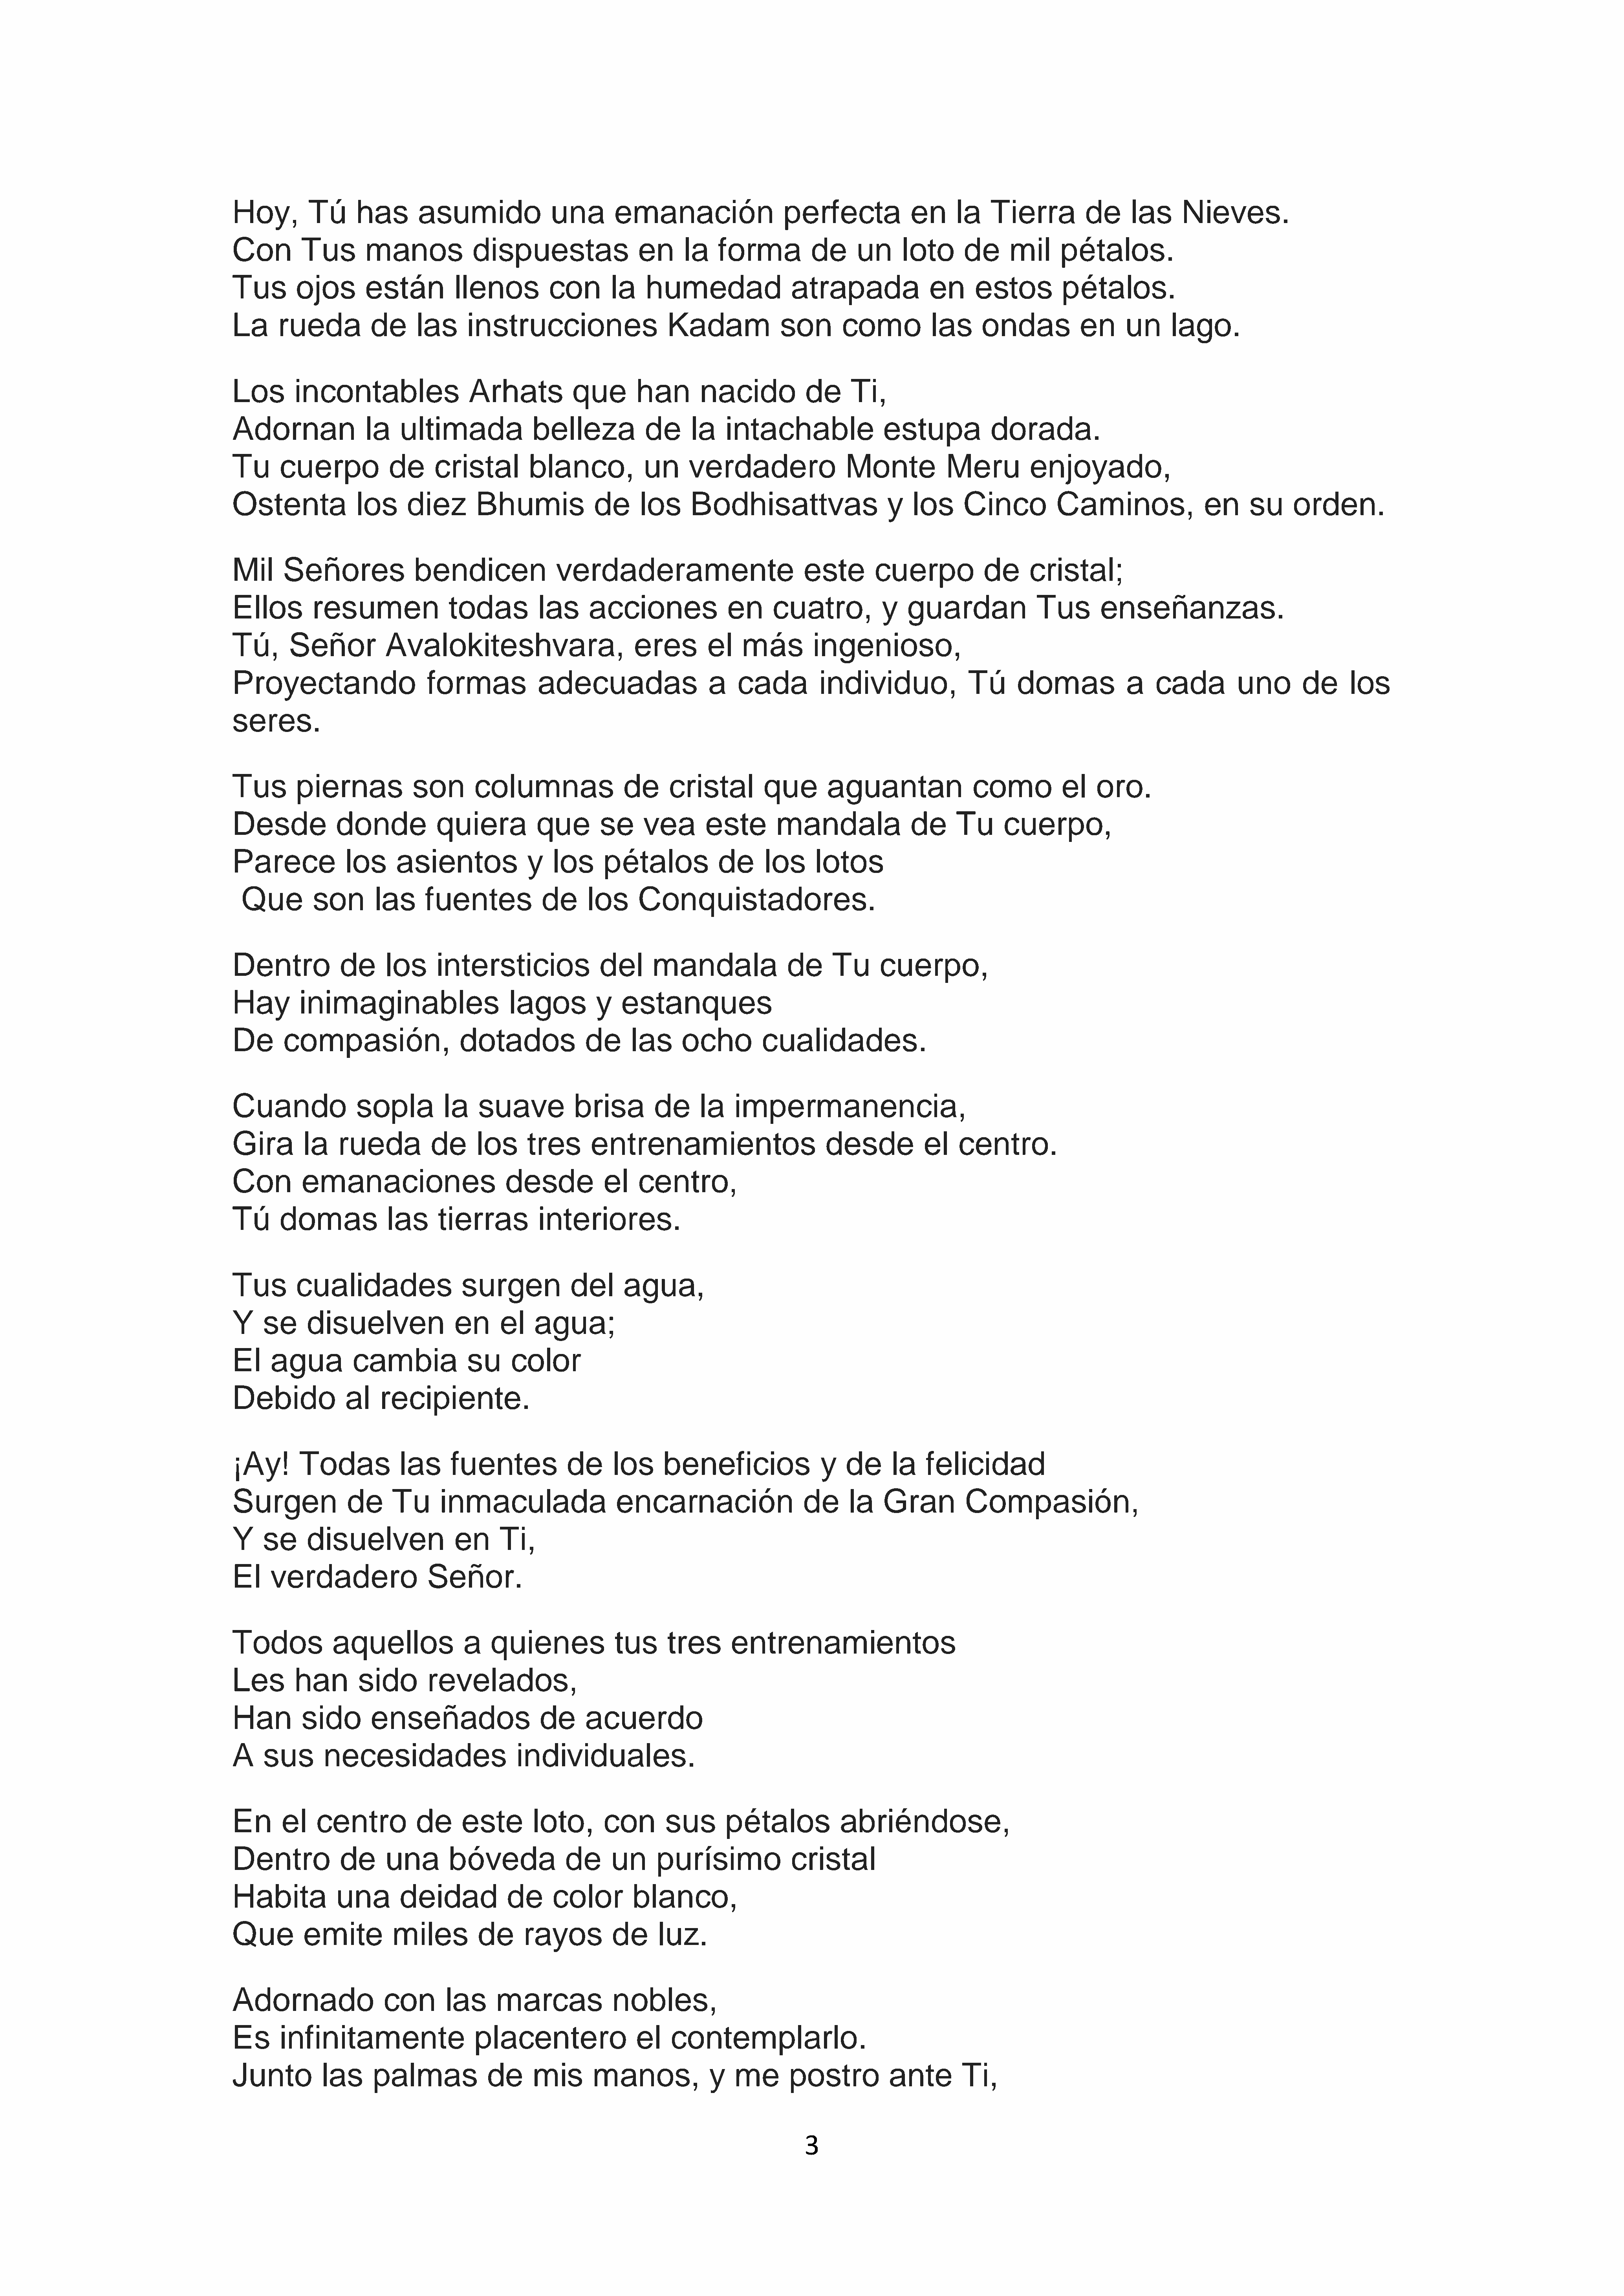 Hoy, Tú has asumido una emanación perfecta en la Tierra de las Nieves.
Con Tus manos dispuestas en la forma de un loto de mil pétalos.
Tus ojos están llenos con la humedad atrapada en estos pétalos.
La rueda de las instrucciones Kadam son como las ondas en un lago.
Los incontables Arhats que han nacido de Ti,
Adornan la ultimada belleza de la intachable estupa dorada.
Tu cuerpo de cristal blanco, un verdadero Monte Meru enjoyado,
Ostenta los diez Bhumis de los Bodhisattvas y los Cinco Caminos, en su orden.
Mil Señores bendicen verdaderamente este cuerpo de cristal;
Ellos resumen todas las acciones en cuatro, y guardan Tus enseñanzas.
Tú, Señor Avalokiteshvara, eres el más ingenioso,
Proyectando formas adecuadas a cada individuo, Tú domas a cada uno de los
seres.
Tus piernas son columnas de cristal que aguantan como el oro.
Desde donde quiera que se vea este mandala de Tu cuerpo,
Parece los asientos y los pétalos de los lotos
Que son las fuentes de los Conquistadores.
Dentro de los intersticios del mandala de Tu cuerpo,
Hay inimaginables lagos y estanques
De compasión, dotados de las ocho cualidades.
Cuando sopla la suave brisa de la impermanencia,
Gira la rueda de los tres entrenamientos desde el centro.
Con emanaciones desde el centro,
Tú domas las tierras interiores.
Tus cualidades surgen del agua,
Y se disuelven en el agua;
El agua cambia su color
Debido al recipiente.
¡Ay! Todas las fuentes de los beneficios y de la felicidad
Surgen de Tu inmaculada encarnación de la Gran Compasión,
Y se disuelven en Ti,
El verdadero Señor.
Todos aquellos a quienes tus tres entrenamientos
Les han sido revelados,
Han sido enseñados de acuerdo
A sus necesidades individuales.
En el centro de este loto, con sus pétalos abriéndose,
Dentro de una bóveda de un purísimo cristal
Habita una deidad de color blanco,
Que emite miles de rayos de luz.
Adornado con las marcas nobles,
Es infinitamente placentero el contemplarlo.
Junto las palmas de mis manos, y me postro ante Ti,
3